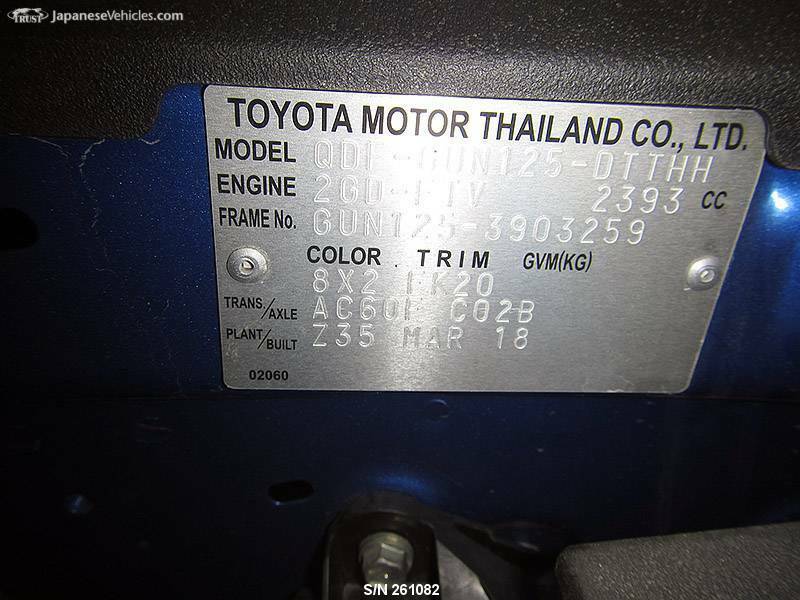 TRUST JapaneseVehicles.com
TOYOTA MOTOR THAILAND CO., LTD.
MODEL QDF-GUN125-DTTHH
ENGINE 2GD-FTV 2393 CC
FRAME No. GUN125-3903259
COLOR . TRIM GVM(KG)
8X2 FK20
TRANS./AXLE AC60F C02B
PLANT/BUILT Z35 MAR 18
02060
S/N 261082